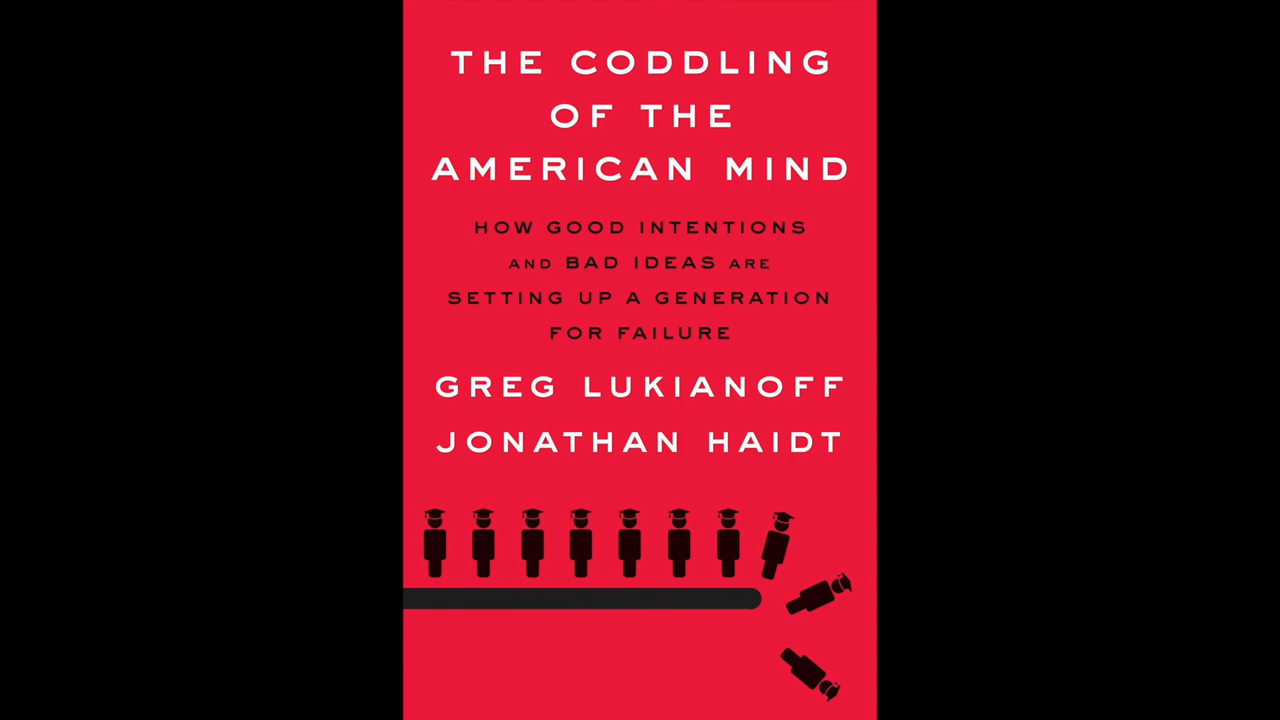 THE CODDLING
OF THE
AMERICAN MIND
HOW GOOD INTENTIONS
AND BAD IDEAS ARE
SETTING UP A GENERATION
FOR FAILURE
GREG LUKIANOFF
JONATHAN HAIDT